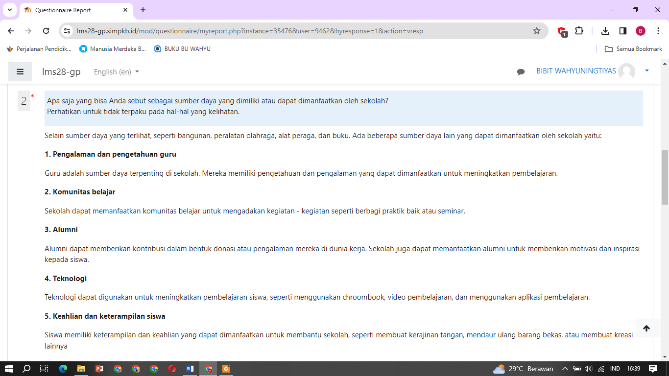 Questionnaire Report
lms28-gp.simpkb.id/mod/questionnaire/myreport.php?instance=35476&user=9462&byresponse=1&action=vresp
Perjalanan Pendidik...
Manusia Merdeka B...
BUKU BU WAHYU
Semua Bookmark
lms28-gp
English (en)
BIBIT WAHYUNINGTIYAS
2
Apa saja yang bisa Anda sebut sebagai sumber daya yang dimiliki atau dapat dimanfaatkan oleh sekolah?
Perhatikan untuk tidak terpaku pada hal-hal yang kelihatan.
Selain sumber daya yang terlihat, seperti bangunan, peralatan olahraga, alat peraga, dan buku. Ada beberapa sumber daya lain yang dapat dimanfaatkan oleh sekolah yaitu:
1. Pengalaman dan pengetahuan guru
Guru adalah sumber daya terpenting di sekolah. Mereka memiliki pengetahuan dan pengalaman yang dapat dimanfaatkan untuk meningkatkan pembelajaran.
2. Komunitas belajar
Sekolah dapat memanfaatkan komunitas belajar untuk mengadakan kegiatan - kegiatan seperti berbagi praktik baik atau seminar.
3. Alumni
Alumni dapat memberikan kontribusi dalam bentuk donasi atau pengalaman mereka di dunia kerja. Sekolah juga dapat memanfaatkan alumni untuk memberikan motivasi dan inspirasi
kepada siswa.
4. Teknologi
Teknologi dapat digunakan untuk meningkatkan pembelajaran siswa, seperti menggunakan chroombook, video pembelajaran, dan menggunakan aplikasi pembelajaran.
5. Keahlian dan keterampilan siswa
Siswa memiliki keterampilan dan keahlian yang dapat dimanfaatkan untuk membantu sekolah, seperti membuat kerajinan tangan, mendaur ulang barang bekas. atau membuat kreasi
lainnya
29°C Berawan
IND
16:39